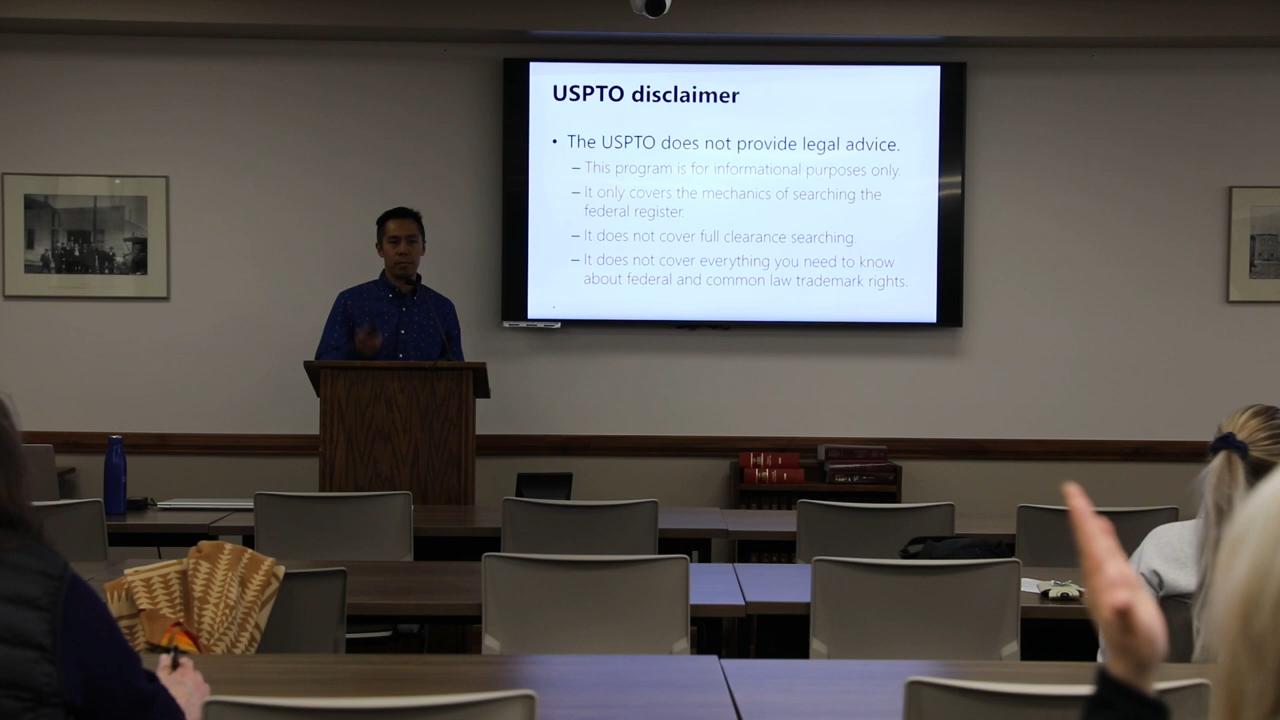 USPTO disclaimer
• The USPTO does not provide legal advice.
– This program is for informational purposes only.
– It only covers the mechanics of searching the
federal register.
– It does not cover full clearance searching.
– It does not cover everything you need to know
about federal and common law trademark rights.